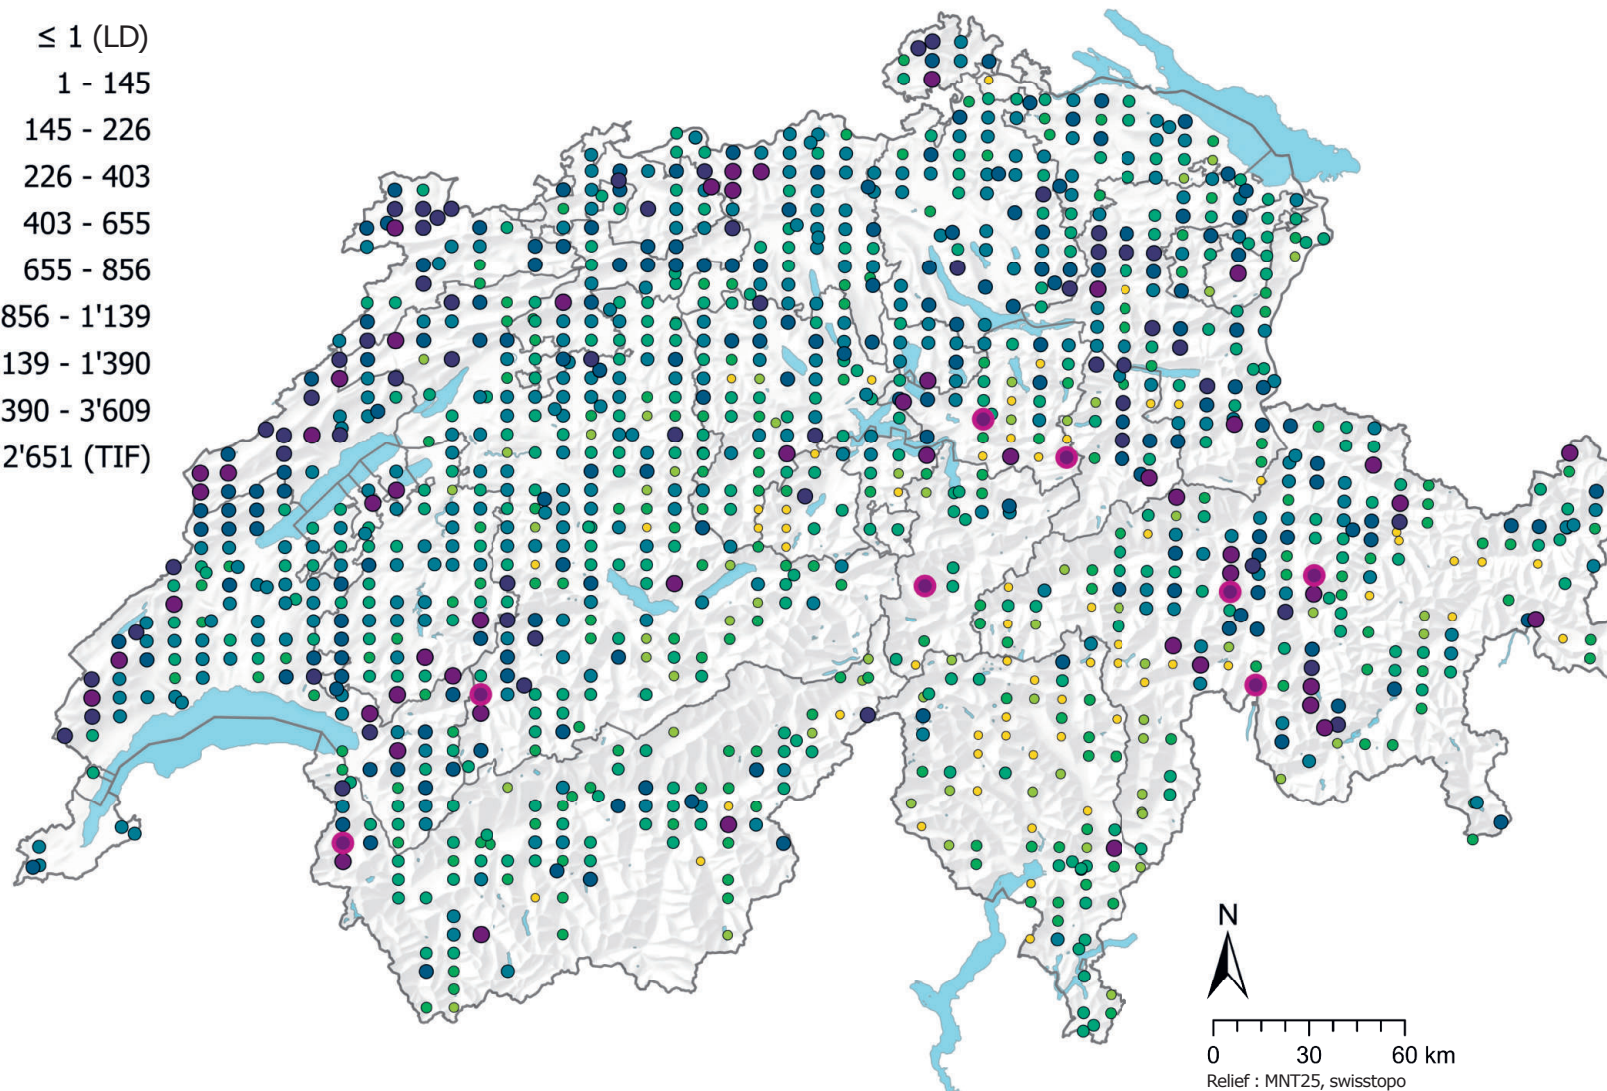 ≤ 1 (LD)
1 - 145
145 - 226
226 - 403
403 - 655
655 - 856
856 - 1'139
139 - 1'390
390 - 3'609
2'651 (TIF)
N
0 30 60 km
Relief : MNT25, swisstopo